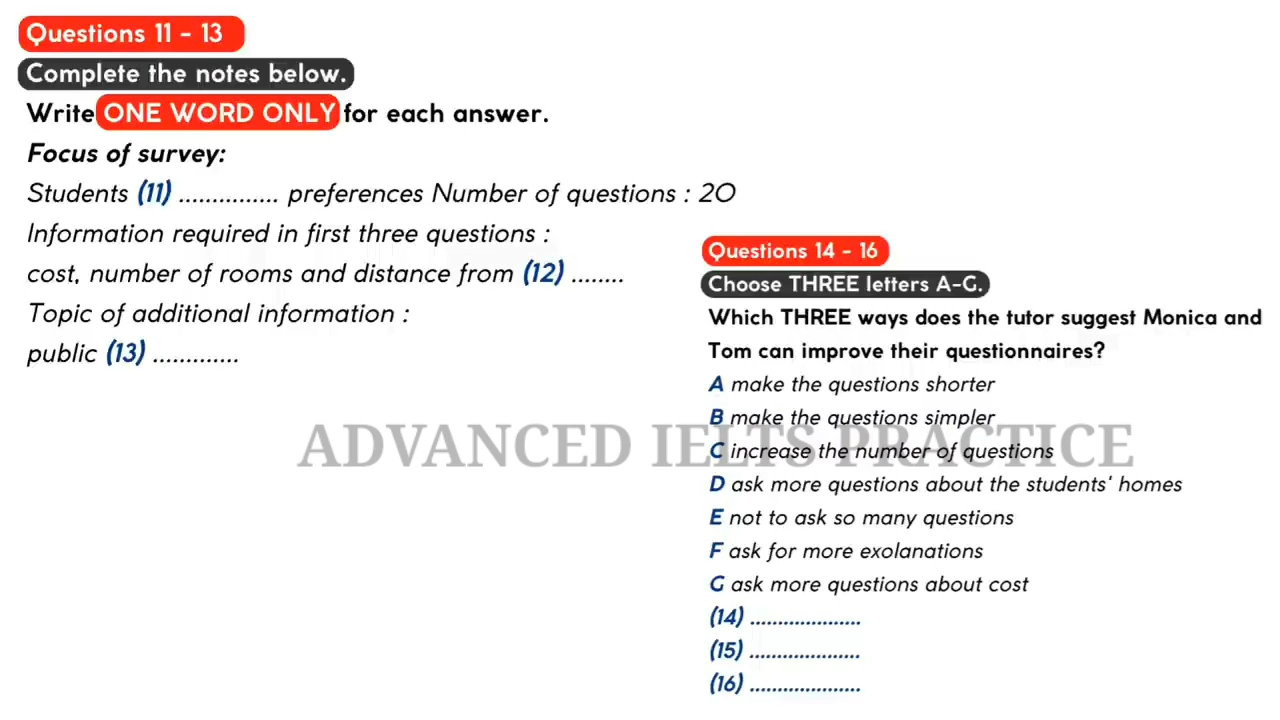 Questions 11 - 13
Complete the notes below.
Write ONE WORD ONLY for each answer.
Focus of survey:
Students (11) ............... preferences Number of questions : 20
Information required in first three questions :
cost, number of rooms and distance from (12) ........
Topic of additional information :
public (13) .............
Questions 14 - 16
Choose THREE letters A-G.
Which THREE ways does the tutor suggest Monica and
Tom can improve their questionnaires?
A make the questions shorter
B make the questions simpler
C increase the number of questions
D ask more questions about the students' homes
E not to ask so many questions
F ask for more exolanations
G ask more questions about cost
(14) ....................
(15) ....................
(16) ....................
ADVANCED IELTS PRACTICE